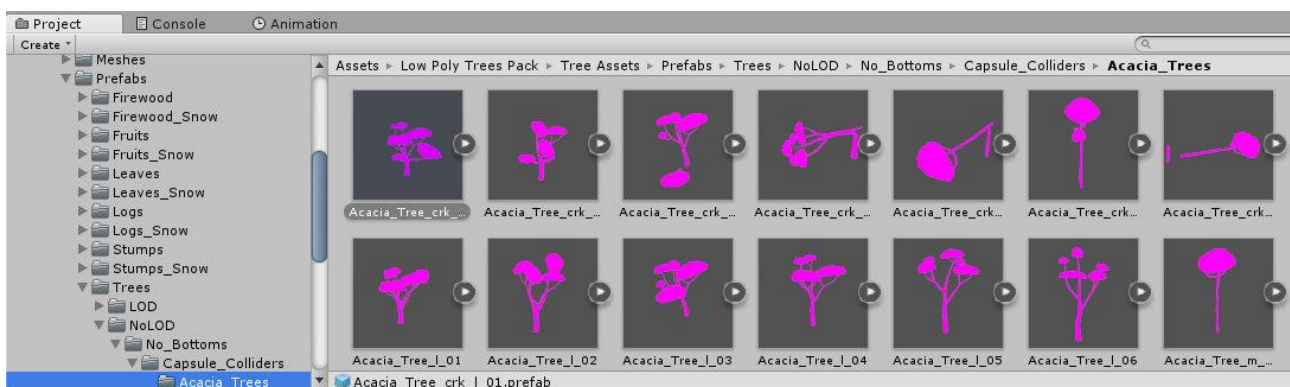 Project Console Animation
Create
Meshes
Prefabs
Firewood
Firewood_Snow
Fruits
Fruits_Snow
Leaves
Leaves_Snow
Logs
Logs_Snow
Stumps
Stumps_Snow
Trees
LOD
NoLOD
No_Bottoms
Capsule_Colliders
Acacia_Trees
Assets ▸ Low Poly Trees Pack ▸ Tree Assets ▸ Prefabs ▸ Trees ▸ NoLOD ▸ No_Bottoms ▸ Capsule_Colliders ▸ Acacia_Trees
Acacia_Tree_crk_... Acacia_Tree_crk_... Acacia_Tree_crk_... Acacia_Tree_crk_... Acacia_Tree_crk... Acacia_Tree_crk... Acacia_Tree_crk...
Acacia_Tree_l_01 Acacia_Tree_l_02 Acacia_Tree_l_03 Acacia_Tree_l_04 Acacia_Tree_l_05 Acacia_Tree_l_06 Acacia_Tree_m_...
Acacia_Tree_crk_l_01.prefab